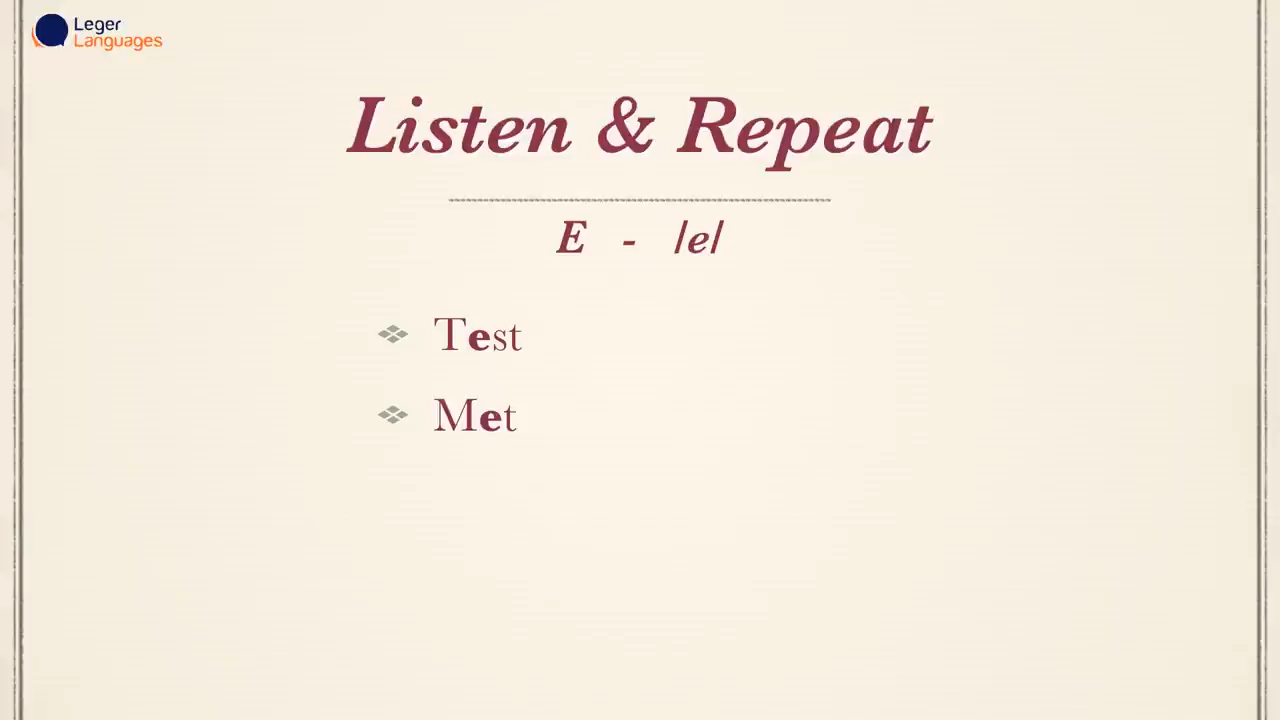 Leger
Languages
Listen & Repeat
E - /e/
Test
Met